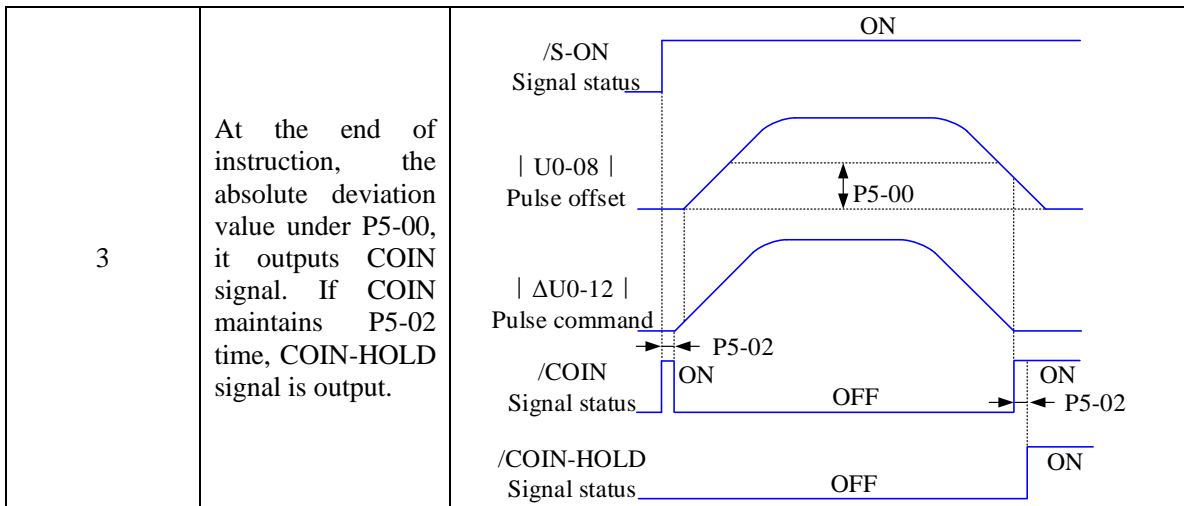 3
At the end of
instruction, the
absolute deviation
value under P5-00,
it outputs COIN
signal. If COIN
maintains P5-02
time, COIN-HOLD
signal is output.
ON
/S-ON
Signal status
| U0-08 |
Pulse offset
P5-00
| ΔU0-12 |
Pulse command
P5-02
/COIN
Signal status
ON
OFF
ON
P5-02
/COIN-HOLD
Signal status
OFF
ON